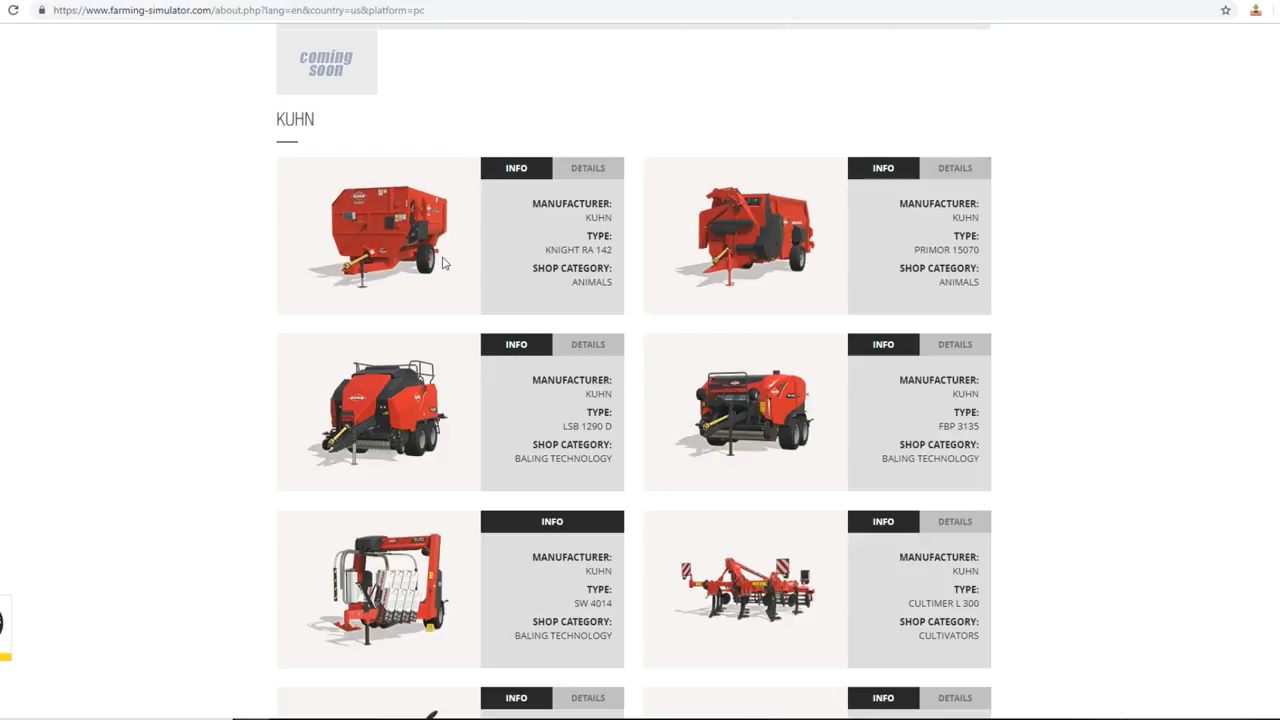 https://www.farming-simulator.com/about.php?lang=en&country=us&platform=pc
coming
soon
KUHN
INFO
DETAILS
MANUFACTURER:
KUHN
TYPE:
KNIGHT RA 142
SHOP CATEGORY:
ANIMALS
INFO
DETAILS
MANUFACTURER:
KUHN
TYPE:
PRIMOR 15070
SHOP CATEGORY:
ANIMALS
INFO
DETAILS
MANUFACTURER:
KUHN
TYPE:
LSB 1290 D
SHOP CATEGORY:
BALING TECHNOLOGY
INFO
DETAILS
MANUFACTURER:
KUHN
TYPE:
FBP 3135
SHOP CATEGORY:
BALING TECHNOLOGY
INFO
MANUFACTURER:
KUHN
TYPE:
SW 4014
SHOP CATEGORY:
BALING TECHNOLOGY
INFO
DETAILS
MANUFACTURER:
KUHN
TYPE:
CULTIMER L 300
SHOP CATEGORY:
CULTIVATORS
INFO
DETAILS
INFO
DETAILS